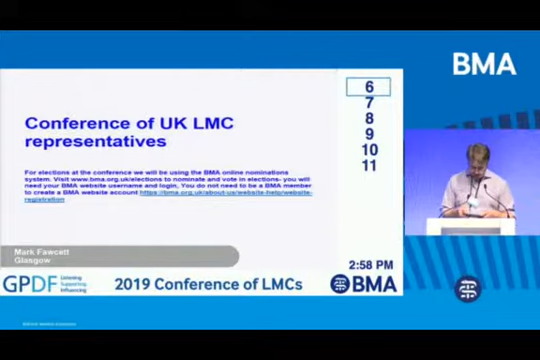 BMA
Conference of UK LMC
representatives
For elections at the conference we will be using the BMA online nominations
system. Visit www.bma.org.uk/elections to nominate and vote in elections- you will
need your BMA website username and login, You do not need to be a BMA member
to create a BMA website account https://bma.org.uk/about-us/website-help/website-
registration
6
7
8
9
10
11
Mark Fawcett
Glasgow
2:58 PM
GPDF Listening
Supporting
Influencing
2019 Conference of LMCs
BMA